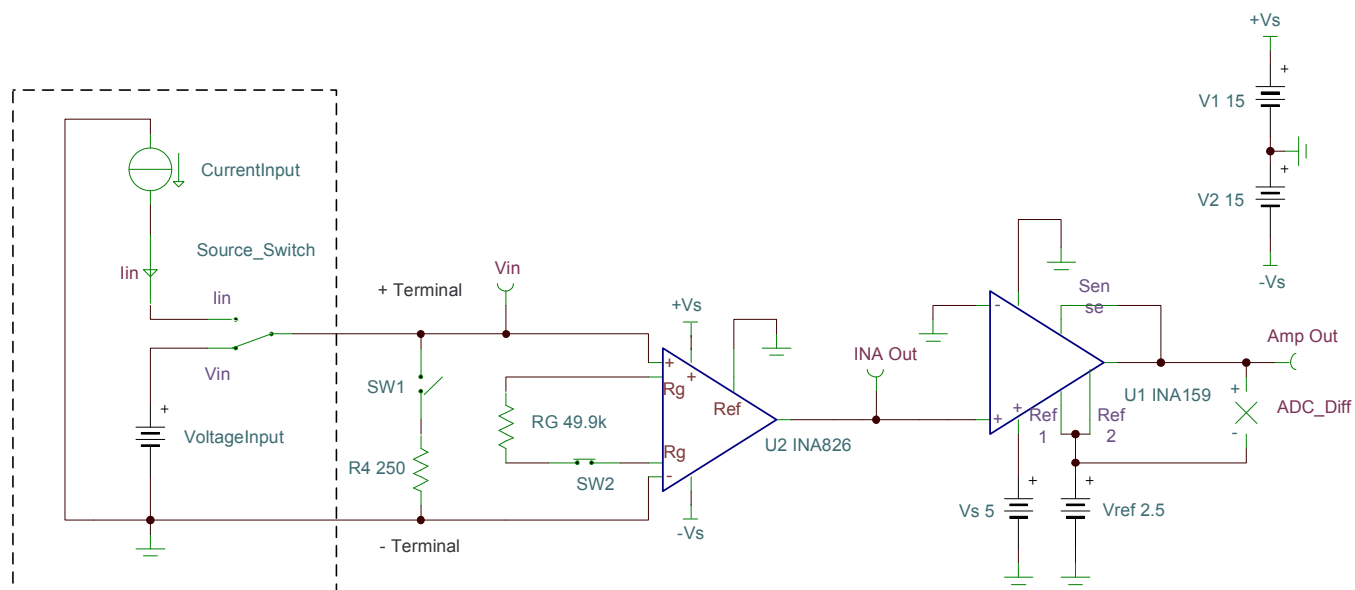 +Vs
+
V1 15
+
V2 15
-Vs
CurrentInput
Source_Switch
Iin
Iin
Vin
+
VoltageInput
+ Terminal
Vin
SW1
R4 250
- Terminal
+Vs
+
+
Rg
Ref
RG 49.9k
Rg
-
SW2
U2 INA826
-Vs
INA Out
-
Sen
se
+
+
Ref
1
Ref
2
U1 INA159
Amp Out
+
ADC_Diff
-
+
Vs 5
+
Vref 2.5